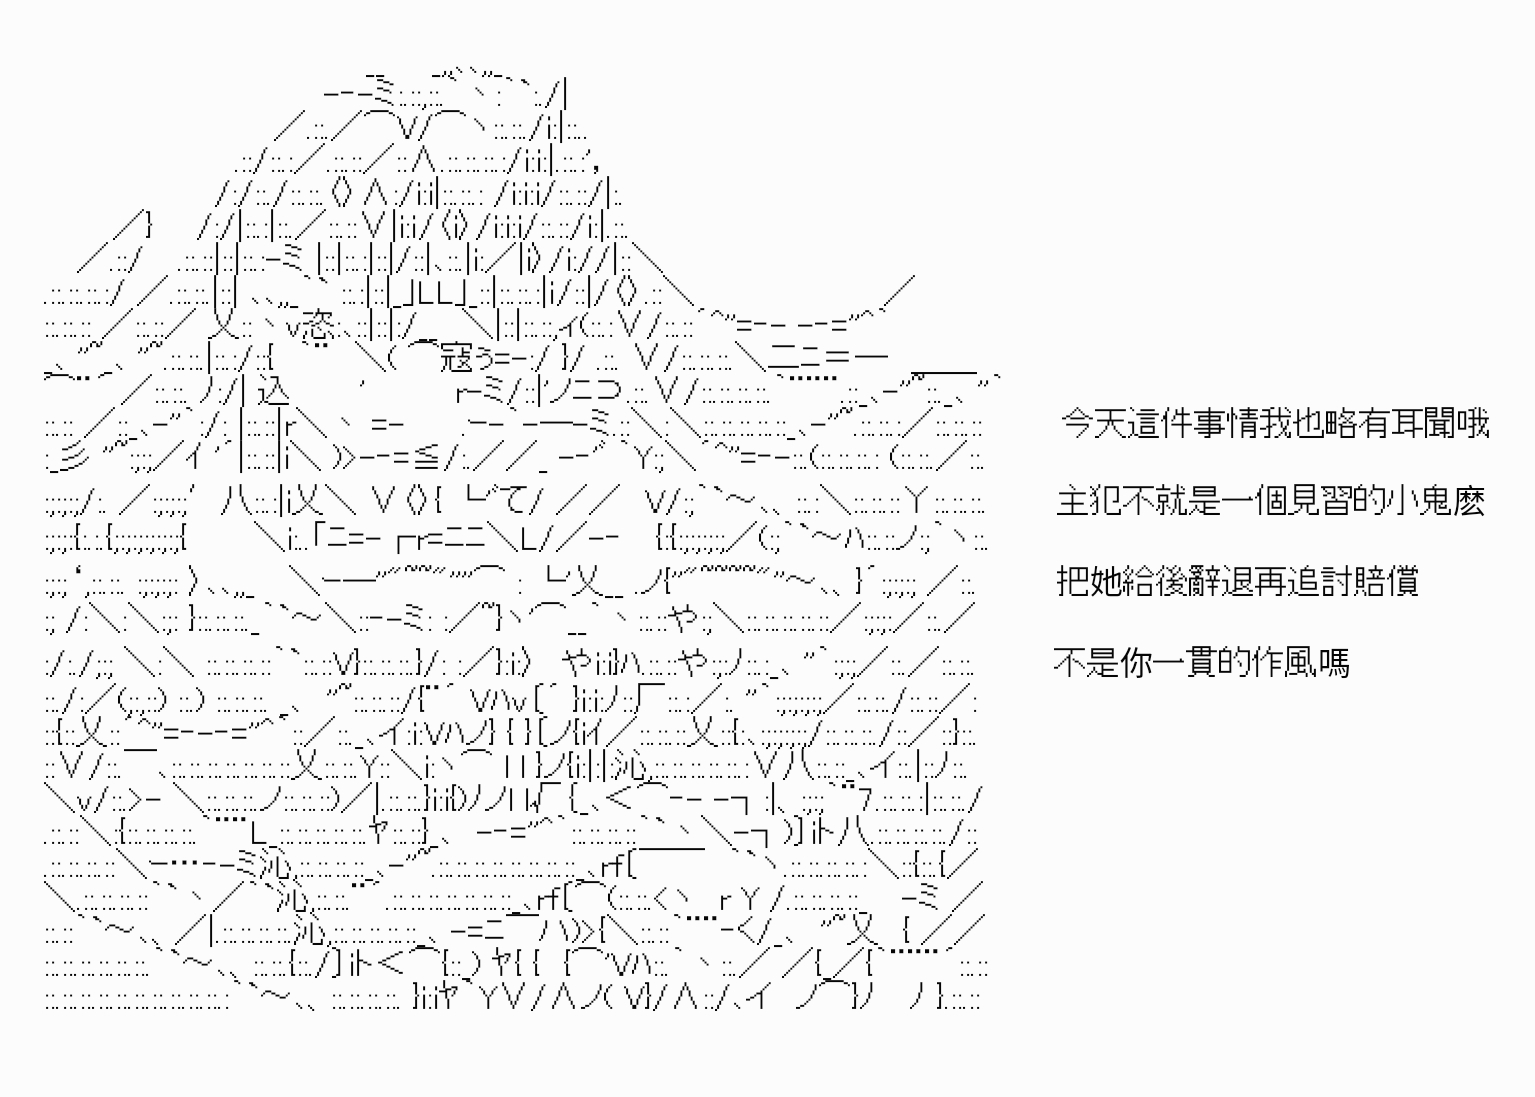 今天這件事情我也略有耳聞哦
主犯不就是一個見習的小鬼麽
把她給後辭退再追討賠償
不是你一貫的作風嗎